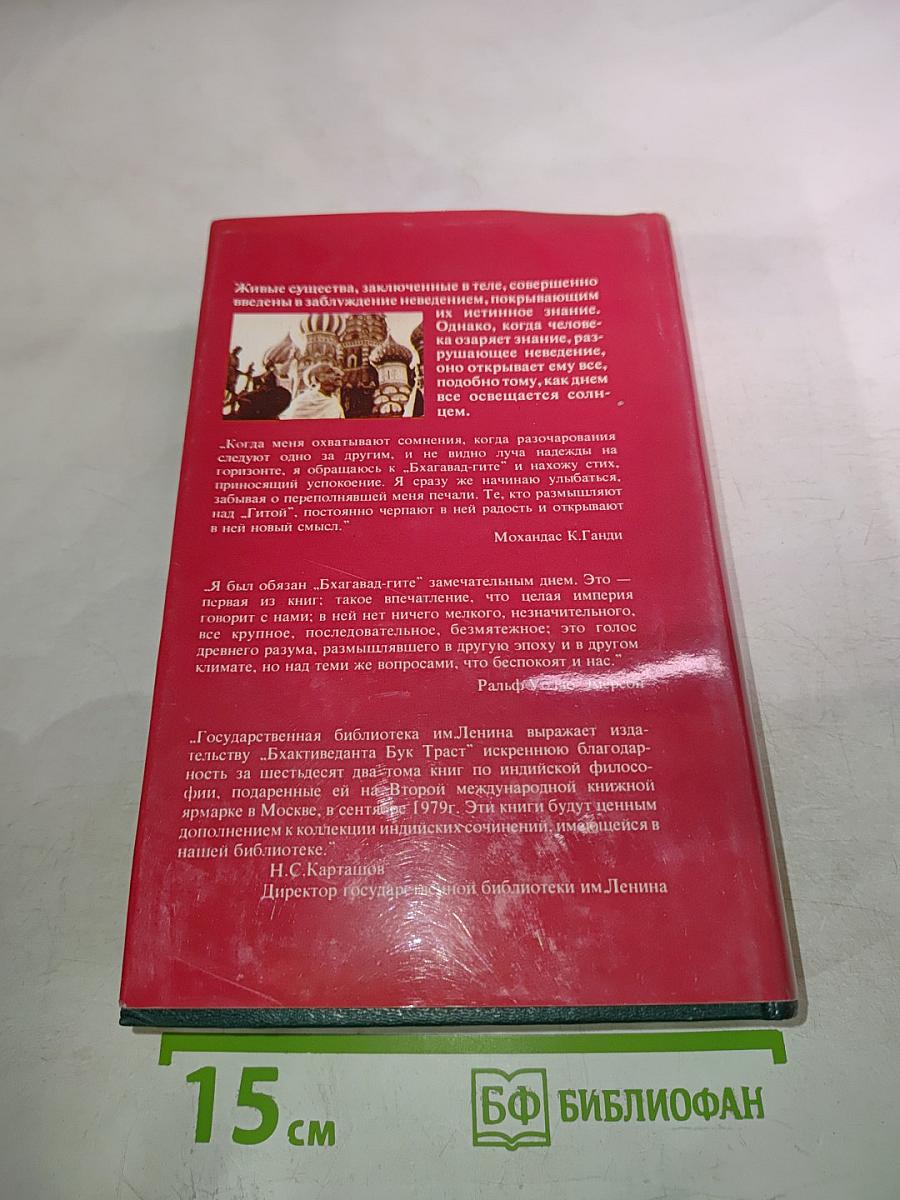 Живые существа, заключенные в теле, совершенно
введены в заблуждение неведением, покрывающим
их истинное знание.
Однако, когда челове-
ка озаряет знание, раз-
рушающее неведение,
оно открывает ему все,
подобно тому, как днем
все освещается солн-
цем.
„Когда меня охватывают сомнения, когда разочарования
следуют одно за другим, и не видно луча надежды на
горизонте, я обращаюсь к „Бхагавад-гите" и нахожу стих,
приносящий успокоение. Я сразу же начинаю улыбаться,
забывая о переполнявшей меня печали. Те, кто размышляют
над „Гитой", постоянно черпают в ней радость и открывают
в ней новый смысл."
Мохандас К.Ганди
„Я был обязан „Бхагавад-гите" замечательным днем. Это —
первая из книг; такое впечатление, что целая империя
говорит с нами; в ней нет ничего мелкого, незначительного,
все крупное, последовательное, безмятежное; это голос
древнего разума, размышлявшего в другую эпоху и в другом
климате, но над теми же вопросами, что беспокоят и нас."
Ральф Эмерсон
„Государственная библиотека им.Ленина выражает изда-
тельству „Бхактиведанта Бук Траст" искреннюю благодар-
ность за шестьдесят два тома книг по индийской филосо-
фии, подаренные ей на Второй международной книжной
ярмарке в Москве, в сентябре 1979г. Эти книги будут ценным
дополнением к коллекции индийских сочинений, имеющейся в
нашей библиотеке."
Н.С.Карташов
Директор государственной библиотеки им.Ленина
15 см
БФ БИБЛИОФАН